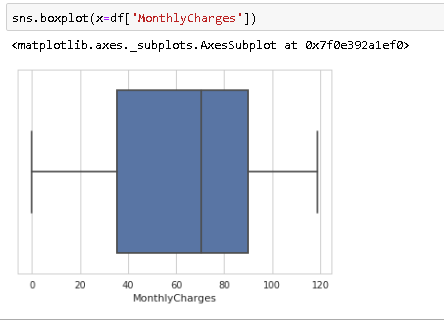 sns.boxplot(x=df['MonthlyCharges'])
<matplotlib.axes._subplots.AxesSubplot at 0x7f0e392a1ef0>
0 20 40 60 80 100 120
MonthlyCharges